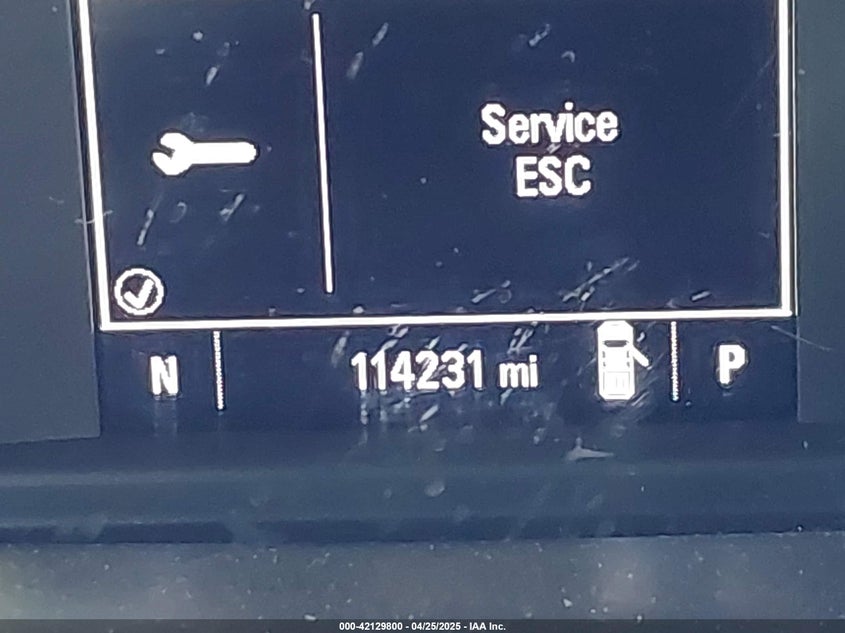 Service
ESC
N
114231 mi
P
000-42129800 - 04/25/2025 - IAA Inc.